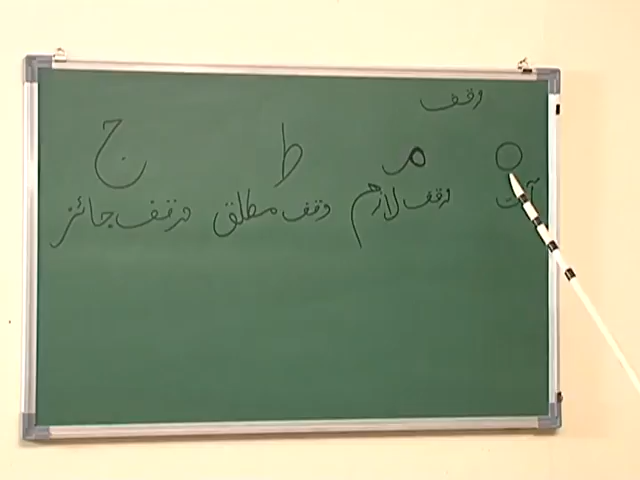 وقف
○ م ط ج
آیت وقف لازم وقف مطلق وقف جائز